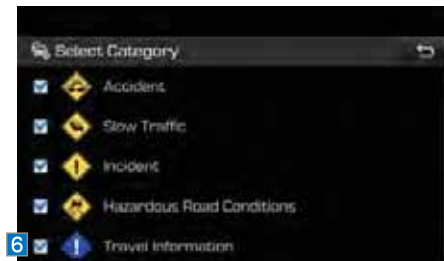 Select Category
Accident
Slow Traffic
Incident
Hazardous Road Conditions
6 Travel Information